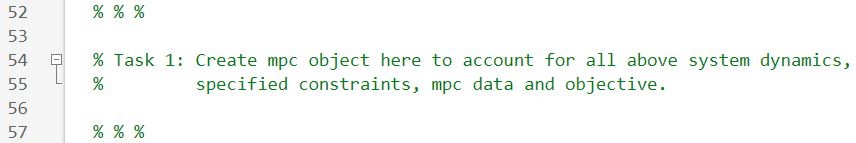 52 % % %
53
54 % Task 1: Create mpc object here to account for all above system dynamics,
55 %         specified constraints, mpc data and objective.
56
57 % % %